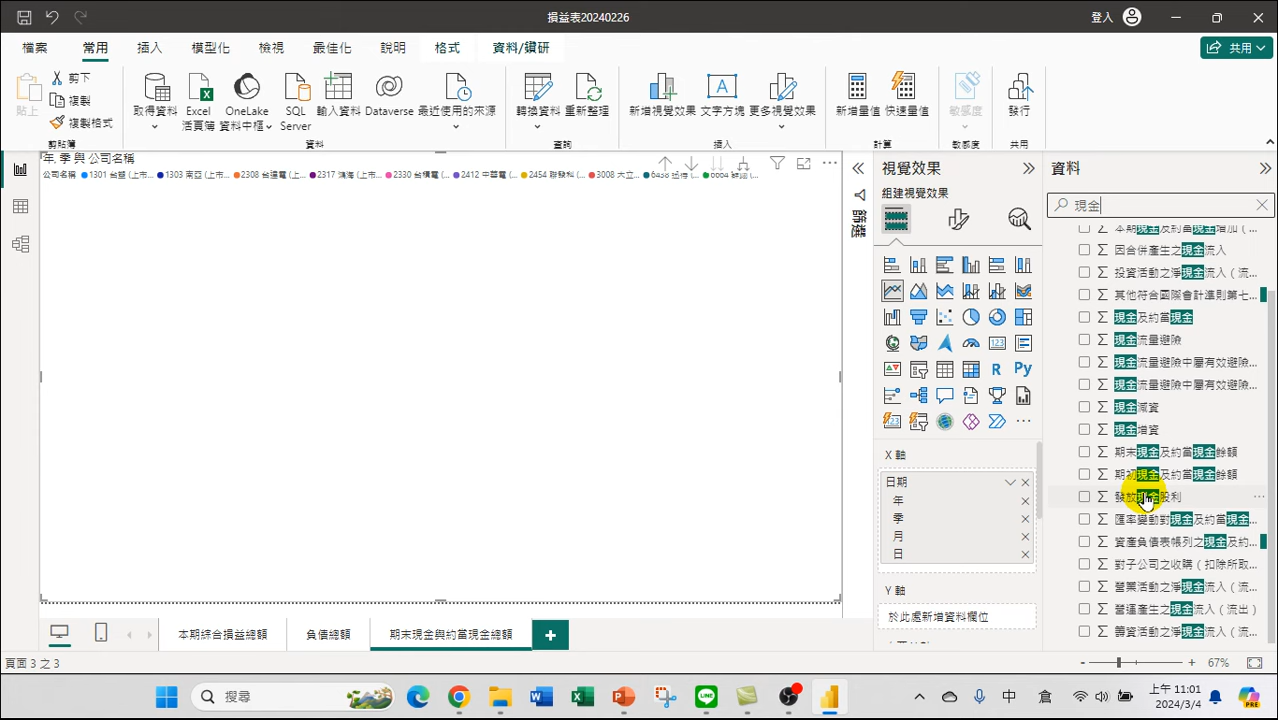 損益表20240226
登入
檔案 常用 插入 模型化 檢視 最佳化 說明 格式 資料/鑽研
共用
貼上
剪下
複製
複製格式
取得資料
Excel 活頁簿
OneLake 資料中樞
SQL Server
輸入資料
Dataverse
最近使用的來源
轉換資料
重新整理
新增視覺效果
文字方塊
更多視覺效果
新增量值
快速量值
敏感度
發行
剪貼簿 資料 查詢 插入 計算 敏感度 共用
年, 季 與 公司名稱
公司名稱 1301 台塑 (上市... 1303 南亞 (上市... 2308 台達電 (上... 2317 鴻海 (上市... 2330 台積電 (... 2412 中華電 (... 2454 聯發科 (... 3008 大立...
篩選
視覺效果
組建視覺效果
X 軸
日期
年
季
月
日
Y 軸
於此處新增資料欄位
資料
現金
本期現金及約當現金增加（...
因合併產生之現金流入
投資活動之淨現金流入（流...
其他符合國際會計準則第七...
現金及約當現金
現金流量避險
現金流量避險中屬有效避險...
現金流量避險中屬有效避險...
現金減資
現金增資
期末現金及約當現金餘額
期初現金及約當現金餘額
發放現金股利
匯率變動對現金及約當現金...
資產負債表帳列之現金及約...
對子公司之收購（扣除所取...
營業活動之淨現金流入（流...
營運產生之現金流入（流出）
籌資活動之淨現金流入（流...
本期綜合損益總額 負債總額 期末現金與約當現金總額
頁面 3 之 3
67%
搜尋
中
倉
上午 11:01
2024/3/4
PRE